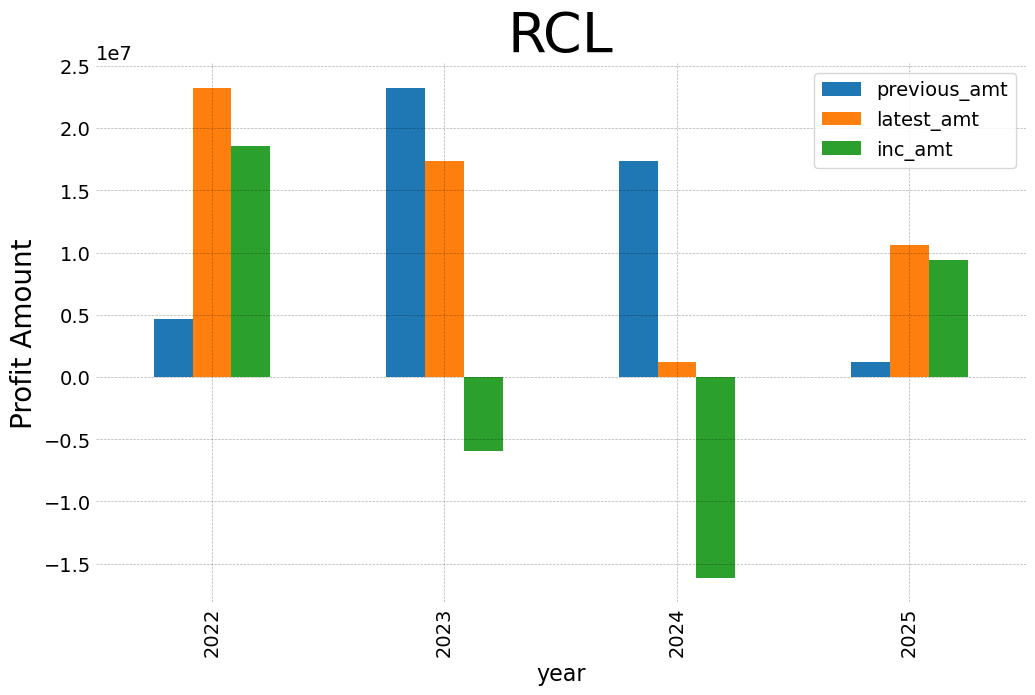 RCL
1e7
2.5
2.0
1.5
1.0
0.5
0.0
−0.5
−1.0
−1.5
Profit Amount
previous_amt
latest_amt
inc_amt
2022
2023
2024
2025
year